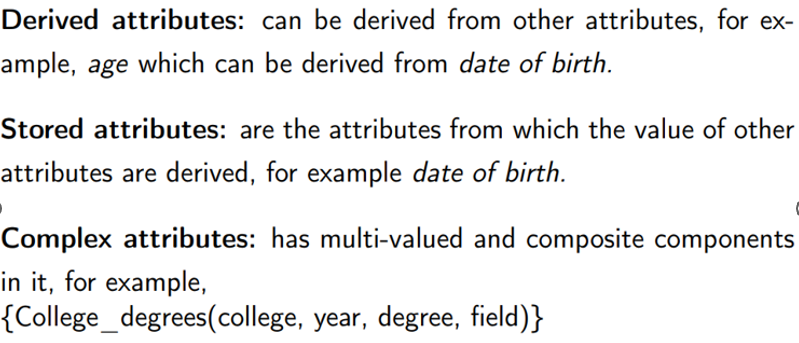 Derived attributes: can be derived from other attributes, for ex-
ample, age which can be derived from date of birth.
Stored attributes: are the attributes from which the value of other
attributes are derived, for example date of birth.
Complex attributes: has multi-valued and composite components
in it, for example,
{College_degrees(college, year, degree, field)}